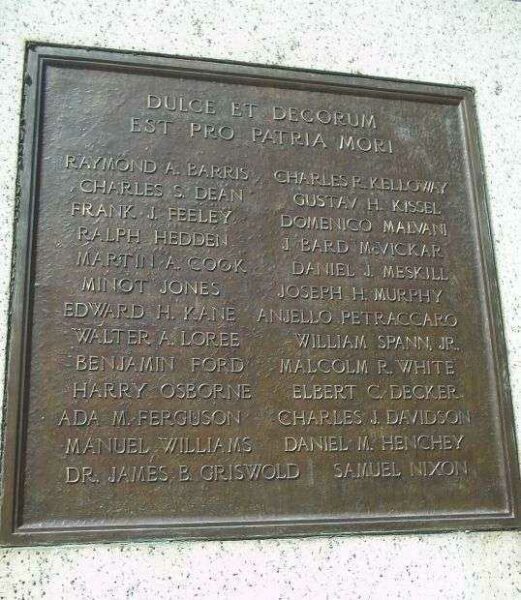 DULCE ET DECORUM
EST PRO PATRIA MORI
RAYMOND A. BARRIS CHARLES R. KELLOWAY
CHARLES S. DEAN GUSTAV H. KISSEL
FRANK J. FEELEY DOMENICO MALVANI
RALPH HEDDEN J. BARD McVICKAR
MARTIN A. COOK DANIEL J. MESKILL
MINOT JONES JOSEPH H. MURPHY
EDWARD H. KANE ANJELLO PETRACCARO
WALTER A. LOREE WILLIAM SPANN, JR.
BENJAMIN FORD MALCOLM R. WHITE
HARRY OSBORNE ELBERT C. DECKER
ADA M. FERGUSON CHARLES J. DAVIDSON
MANUEL WILLIAMS DANIEL M. HENCHEY
DR. JAMES B. GRISWOLD SAMUEL NIXON